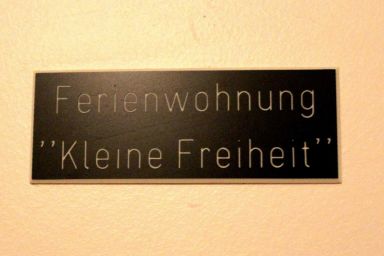 Ferienwohnung
"Kleine Freiheit"